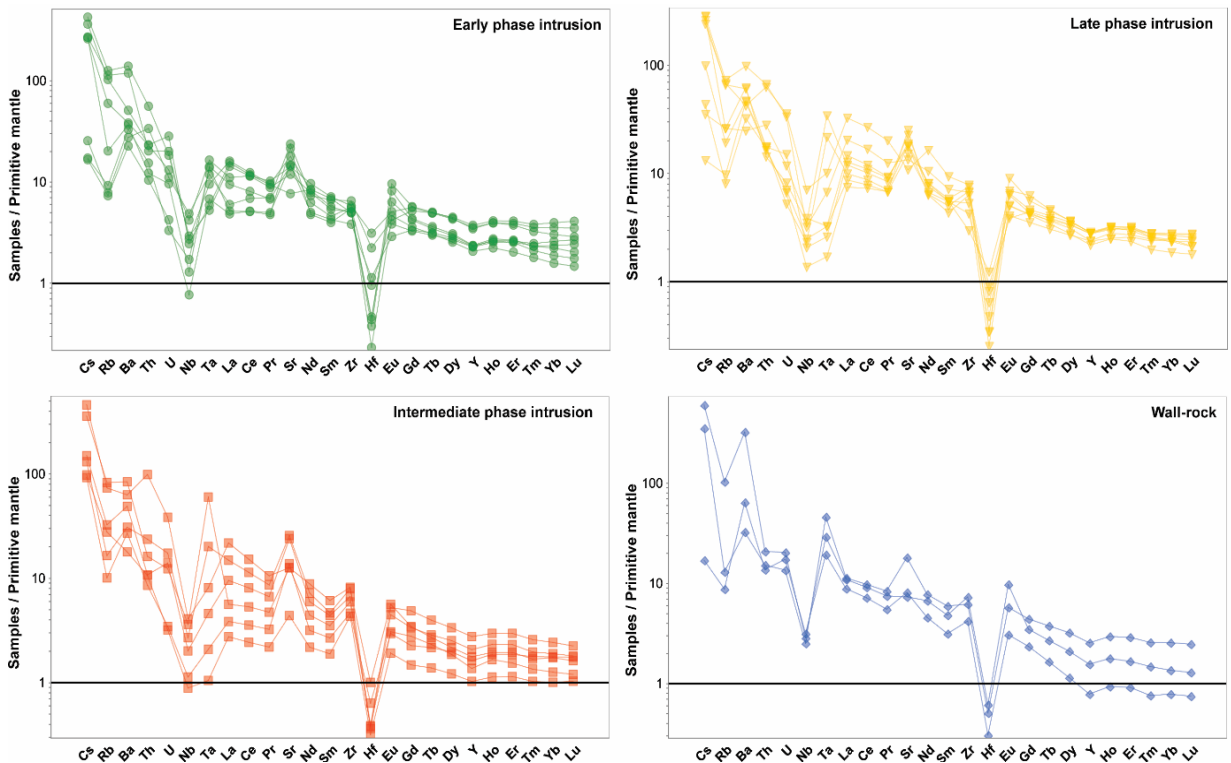 Early phase intrusion
Samples / Primitive mantle
100
10
1
Cs Rb Ba Th U Nb Ta La Ce Pr Sr Nd Sm Zr Hf Eu Gd Tb Dy Y Ho Er Tm Yb Lu
Late phase intrusion
Samples / Primitive mantle
100
10
1
Cs Rb Ba Th U Nb Ta La Ce Pr Sr Nd Sm Zr Hf Eu Gd Tb Dy Y Ho Er Tm Yb Lu
Intermediate phase intrusion
Samples / Primitive mantle
100
10
1
Cs Rb Ba Th U Nb Ta La Ce Pr Sr Nd Sm Zr Hf Eu Gd Tb Dy Y Ho Er Tm Yb Lu
Wall-rock
Samples / Primitive mantle
100
10
1
Cs Rb Ba Th U Nb Ta La Ce Pr Sr Nd Sm Zr Hf Eu Gd Tb Dy Y Ho Er Tm Yb Lu